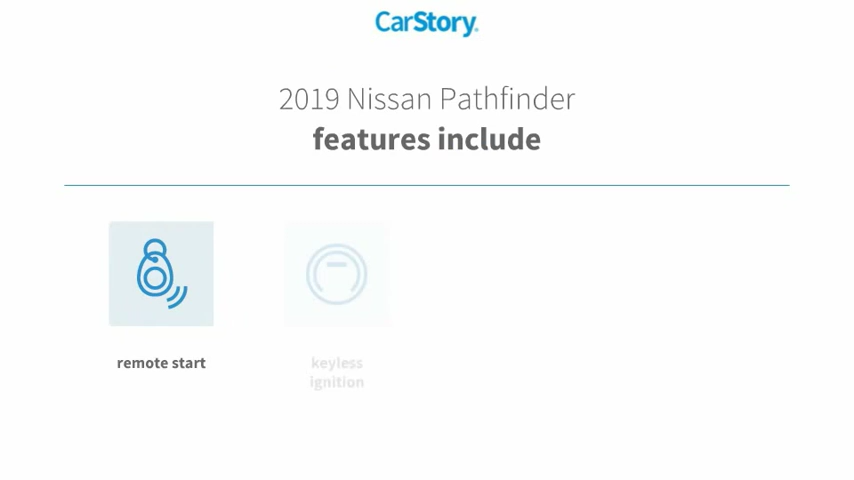 CarStory
2019 Nissan Pathfinder
features include
remote start
keyless
ignition